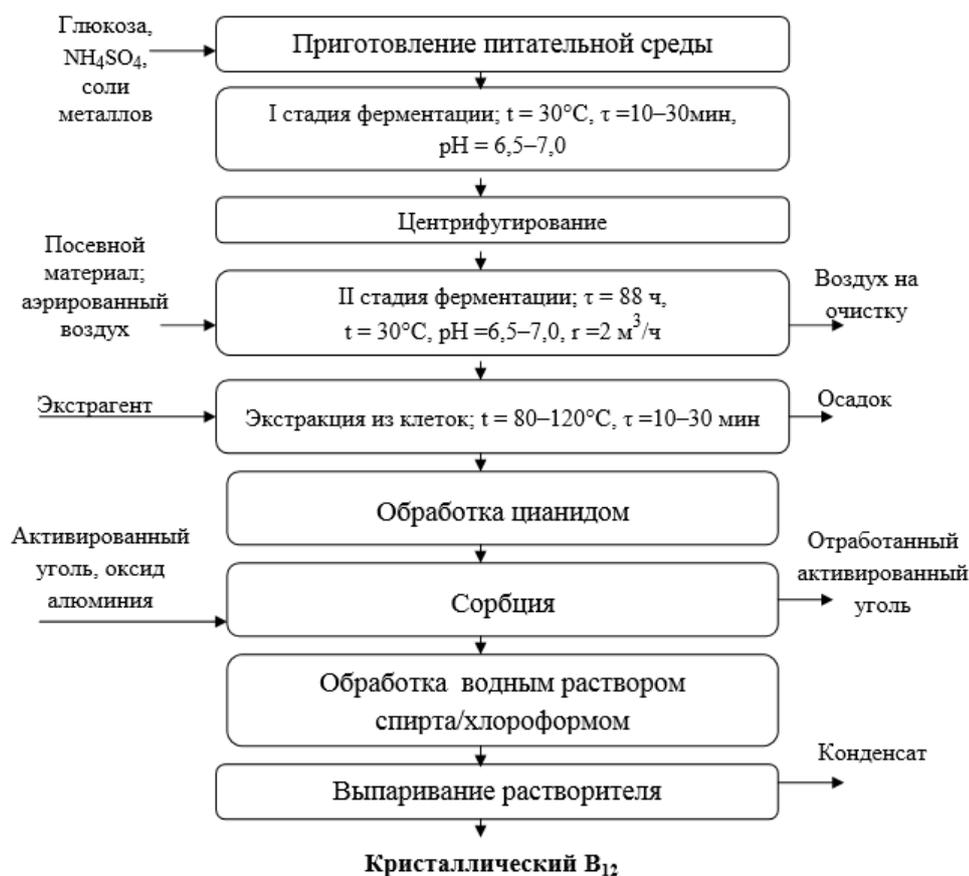 Глюкоза,
NH₄SO₄,
соли
металлов
Приготовление питательной среды
I стадия ферментации; t = 30°C, τ =10–30мин,
pH = 6,5–7,0
Центрифугирование
Посевной
материал;
аэрированный
воздух
II стадия ферментации; τ = 88 ч,
t = 30°C, pH =6,5–7,0, r =2 м³/ч
Воздух на
очистку
Экстрагент
Экстракция из клеток; t = 80–120°C, τ =10–30 мин
Осадок
Обработка цианидом
Активированный
уголь, оксид
алюминия
Сорбция
Отработанный
активированный
уголь
Обработка водным раствором
спирта/хлороформом
Выпаривание растворителя
Конденсат
Кристаллический B₁₂